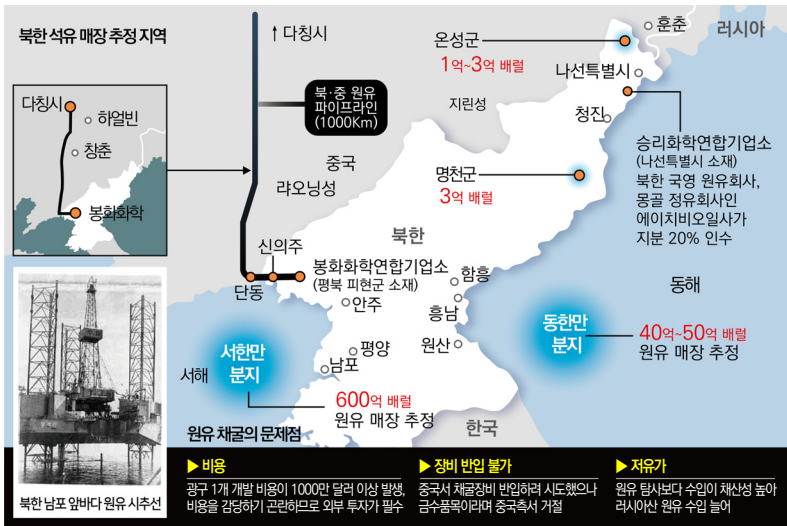 북한 석유 매장 추정 지역
↑ 다칭시
북·중 원유
파이프라인
(1000Km)
다칭시
하얼빈
창춘
봉화화학
중국
랴오닝성
지린성
온성군
1억~3억 배럴
훈춘
러시아
나선특별시
청진
승리화학연합기업소
(나선특별시 소재)
북한 국영 원유회사,
몽골 정유회사인
에이치비오일사가
지분 20% 인수
명천군
3억 배럴
북한
신의주
단동
봉화화학연합기업소
(평북 피현군 소재)
안주
함흥
흥남
원산
평양
남포
동해
동한만
분지
40억~50억 배럴
원유 매장 추정
서한만
분지
서해
600억 배럴
원유 매장 추정
한국
북한 남포 앞바다 원유 시추선
원유 채굴의 문제점
▶ 비용
광구 1개 개발 비용이 1000만 달러 이상 발생,
비용을 감당하기 곤란하므로 외부 투자가 필수
▶ 장비 반입 불가
중국서 채굴장비 반입하려 시도했으나
금수품목이라며 중국측서 거절
▶ 저유가
원유 탐사보다 수입이 채산성 높아
러시아산 원유 수입 늘어